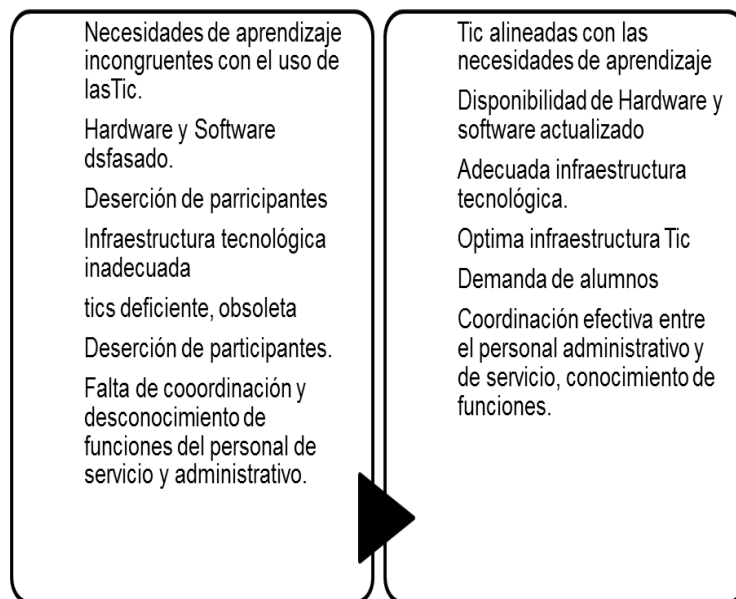 Necesidades de aprendizaje
incongruentes con el uso de
lasTic.
Hardware y Software
dsfasado.
Deserción de parricipantes
Infraestructura tecnológica
inadecuada
tics deficiente, obsoleta
Deserción de participantes.
Falta de cooordinación y
desconocimiento de
funciones del personal de
servicio y administrativo.
Tic alineadas con las
necesidades de aprendizaje
Disponibilidad de Hardware y
software actualizado
Adecuada infraestructura
tecnológica.
Optima infraestructura Tic
Demanda de alumnos
Coordinación efectiva entre
el personal administrativo y
de servicio, conocimiento de
funciones.